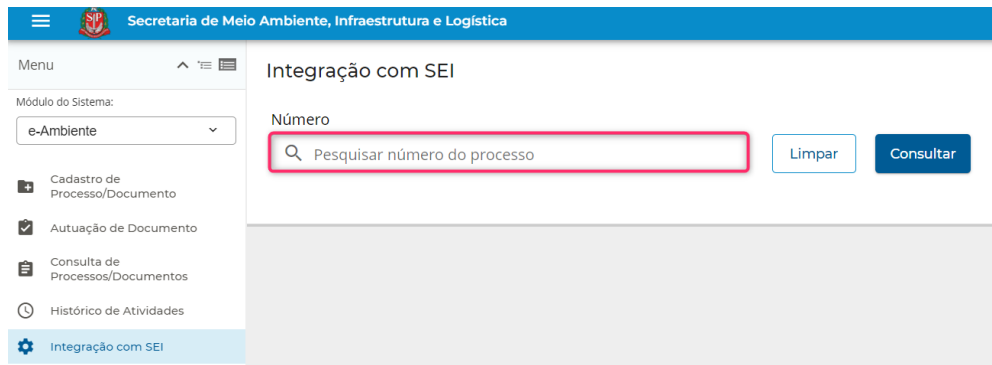 SP
Secretaria de Meio Ambiente, Infraestrutura e Logística
Menu
Módulo do Sistema:
e-Ambiente
Cadastro de
Processo/Documento
Autuação de Documento
Consulta de
Processos/Documentos
Histórico de Atividades
Integração com SEI
Integração com SEI
Número
Pesquisar número do processo
Limpar
Consultar